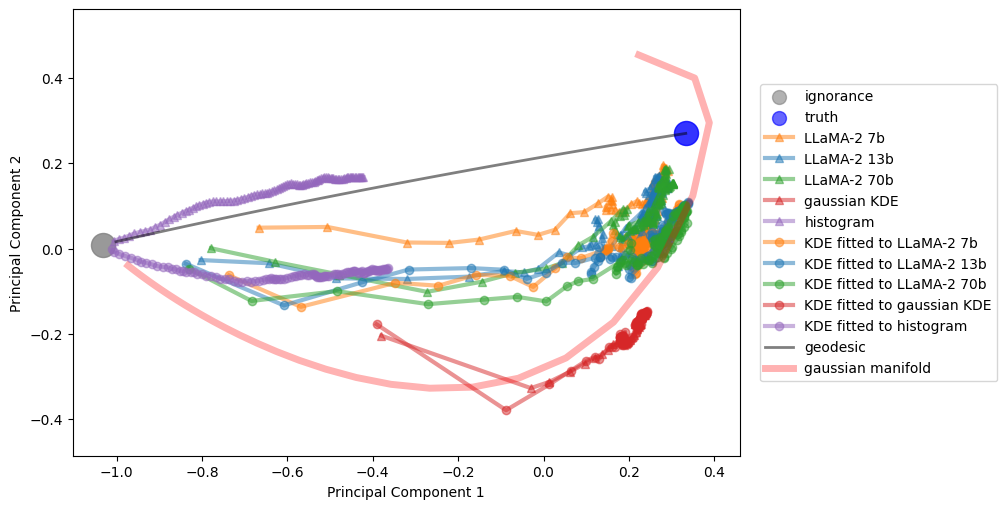 Principal Component 2
0.4
0.2
0.0
−0.2
−0.4
−1.0
−0.8
−0.6
−0.4
−0.2
0.0
0.2
0.4
Principal Component 1
ignorance
truth
LLaMA-2 7b
LLaMA-2 13b
LLaMA-2 70b
gaussian KDE
histogram
KDE fitted to LLaMA-2 7b
KDE fitted to LLaMA-2 13b
KDE fitted to LLaMA-2 70b
KDE fitted to gaussian KDE
KDE fitted to histogram
geodesic
gaussian manifold